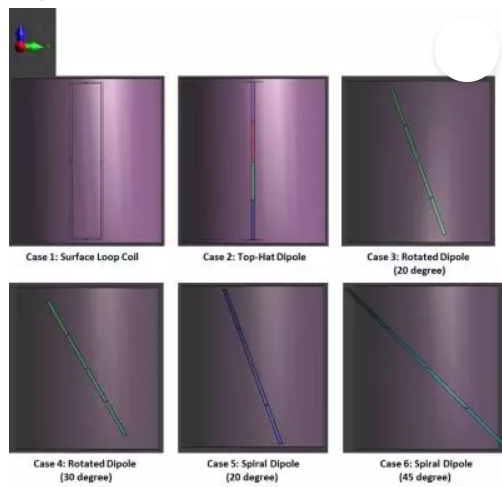 Case 1: Surface Loop Coil
Case 2: Top-Hat Dipole
Case 3: Rotated Dipole
(20 degree)
Case 4: Rotated Dipole
(30 degree)
Case 5: Spiral Dipole
(20 degree)
Case 6: Spiral Dipole
(45 degree)